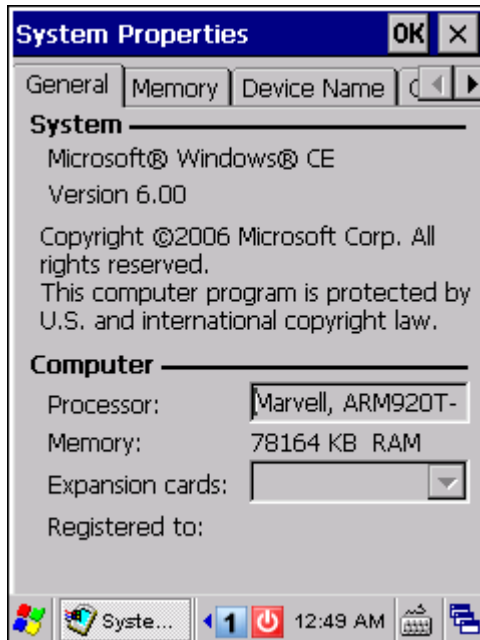 System Properties OK ×
General Memory Device Name
System
Microsoft® Windows® CE
Version 6.00
Copyright ©2006 Microsoft Corp. All
rights reserved.
This computer program is protected by
U.S. and international copyright law.
Computer
Processor: Marvell, ARM920T-
Memory: 78164 KB RAM
Expansion cards:
Registered to:
Syste... 1 12:49 AM